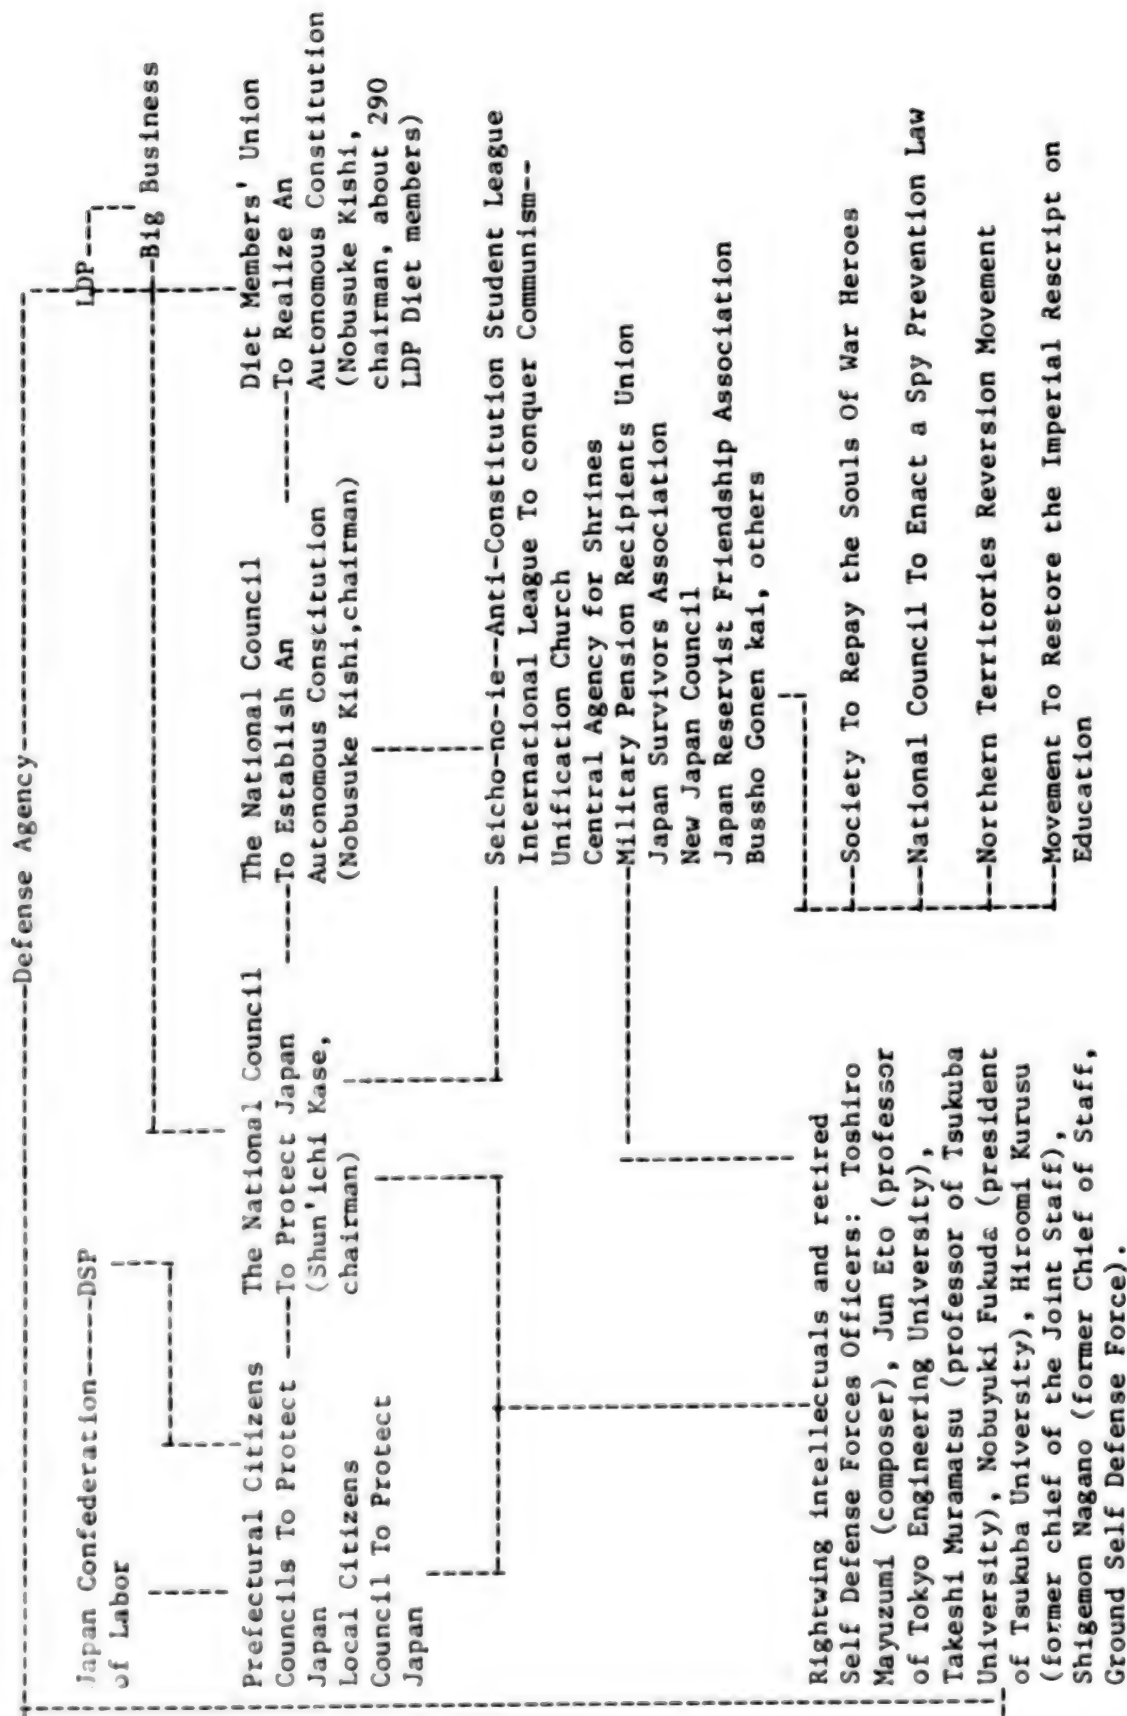 Defense Agency
Japan Confederation-----DSP
of Labor
LDP
Big Business
Prefectural Citizens
Councils To Protect
Japan
Local Citizens
Council To Protect
Japan
The National Council
To Protect Japan
(Shun'ichi Kase,
chairman)
The National Council
To Establish An
Autonomous Constitution
(Nobusuke Kishi,chairman)
Diet Members' Union
To Realize An
Autonomous Constitution
(Nobusuke Kishi,
chairman, about 290
LDP Diet members)
Seicho-no-ie--Anti-Constitution Student League
International League To conquer Communism--
Unification Church
Central Agency for Shrines
Military Pension Recipients Union
Japan Survivors Association
New Japan Council
Japan Reservist Friendship Association
Bussho Gonen kai, others
Society To Repay the Souls Of War Heroes
National Council To Enact a Spy Prevention Law
Northern Territories Reversion Movement
Movement To Restore the Imperial Rescript on
Education
Rightwing intellectuals and retired
Self Defense Forces Officers: Toshiro
Mayuzumi (composer), Jun Eto (professor
of Tokyo Engineering University),
Takeshi Muramatsu (professor of Tsukuba
University), Nobuyuki Fukuda (president
of Tsukuba University), Hiroomi Kurusu
(former chief of the Joint Staff),
Shigemon Nagano (former Chief of Staff,
Ground Self Defense Force).